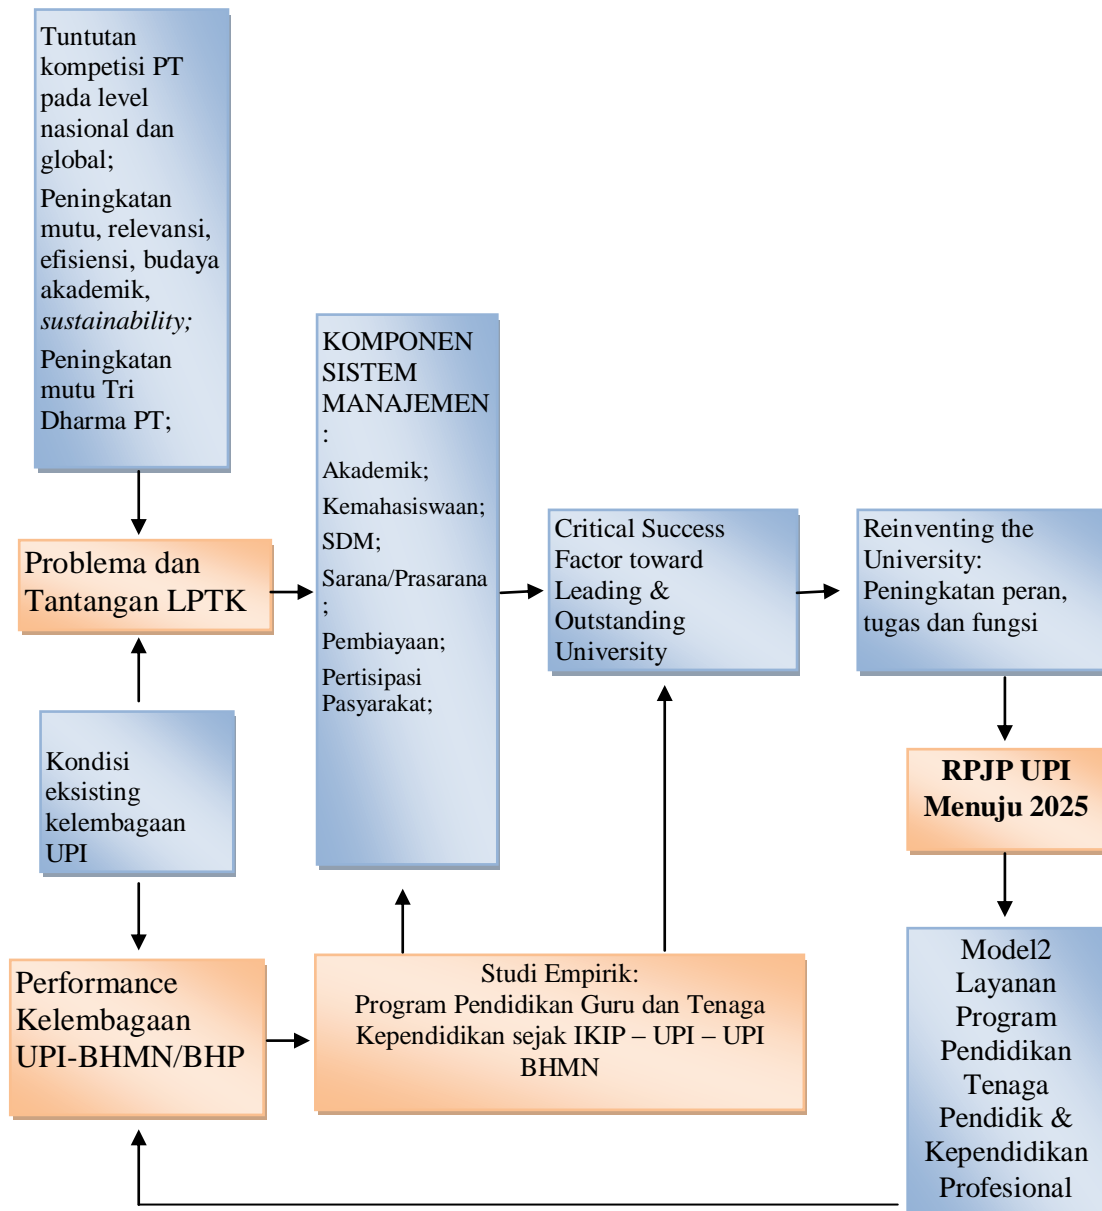 Tuntutan
kompetisi PT
pada level
nasional dan
global;
Peningkatan
mutu, relevansi,
efisiensi, budaya
akademik,
sustainability;
Peningkatan
mutu Tri
Dharma PT;
Problema dan
Tantangan LPTK
Kondisi
eksisting
kelembagaan
UPI
Performance
Kelembagaan
UPI-BHMN/BHP
KOMPONEN
SISTEM
MANAJEMEN
:
Akademik;
Kemahasiswaan;
SDM;
Sarana/Prasarana
;
Pembiayaan;
Pertisipasi
Pasyarakat;
Studi Empirik:
Program Pendidikan Guru dan Tenaga
Kependidikan sejak IKIP – UPI – UPI
BHMN
Critical Success
Factor toward
Leading &
Outstanding
University
Reinventing the
University:
Peningkatan peran,
tugas dan fungsi
RPJP UPI
Menuju 2025
Model2
Layanan
Program
Pendidikan
Tenaga
Pendidik &
Kependidikan
Profesional